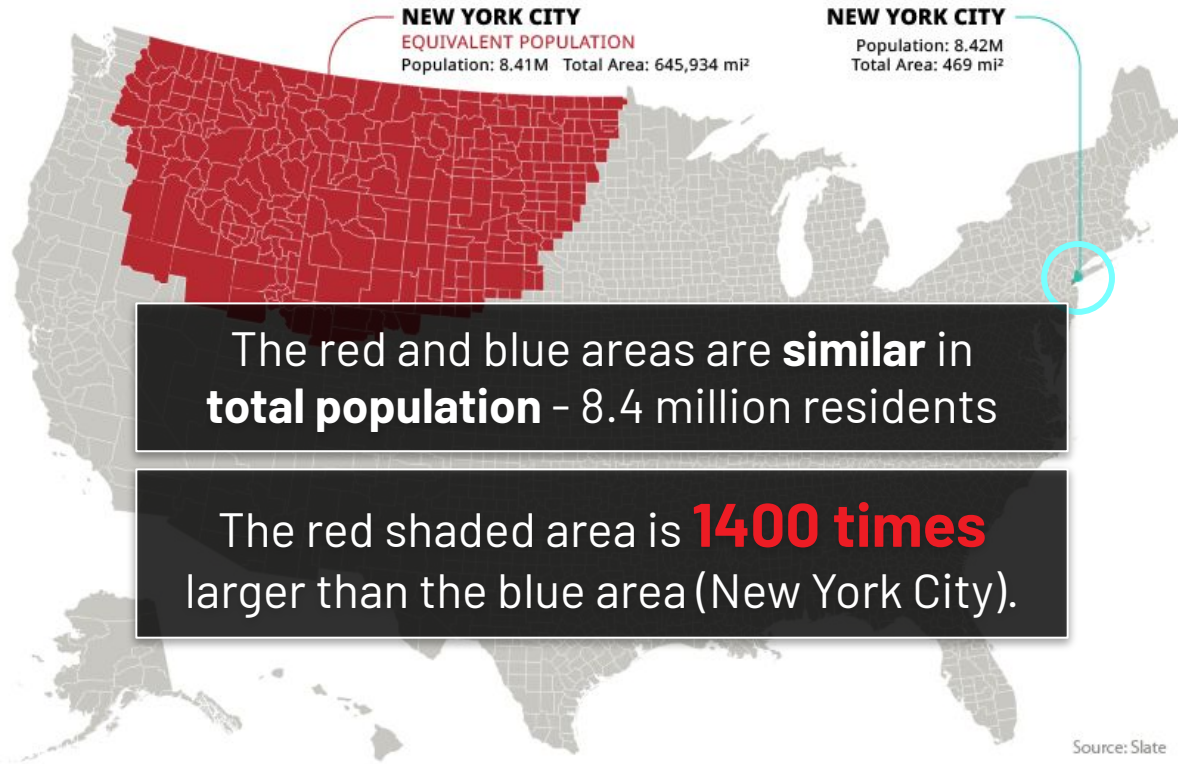 NEW YORK CITY
EQUIVALENT POPULATION
Population: 8.41M Total Area: 645,934 mi²
NEW YORK CITY
Population: 8.42M
Total Area: 469 mi²
The red and blue areas are similar in
total population - 8.4 million residents
The red shaded area is 1400 times
larger than the blue area (New York City).
Source: Slate